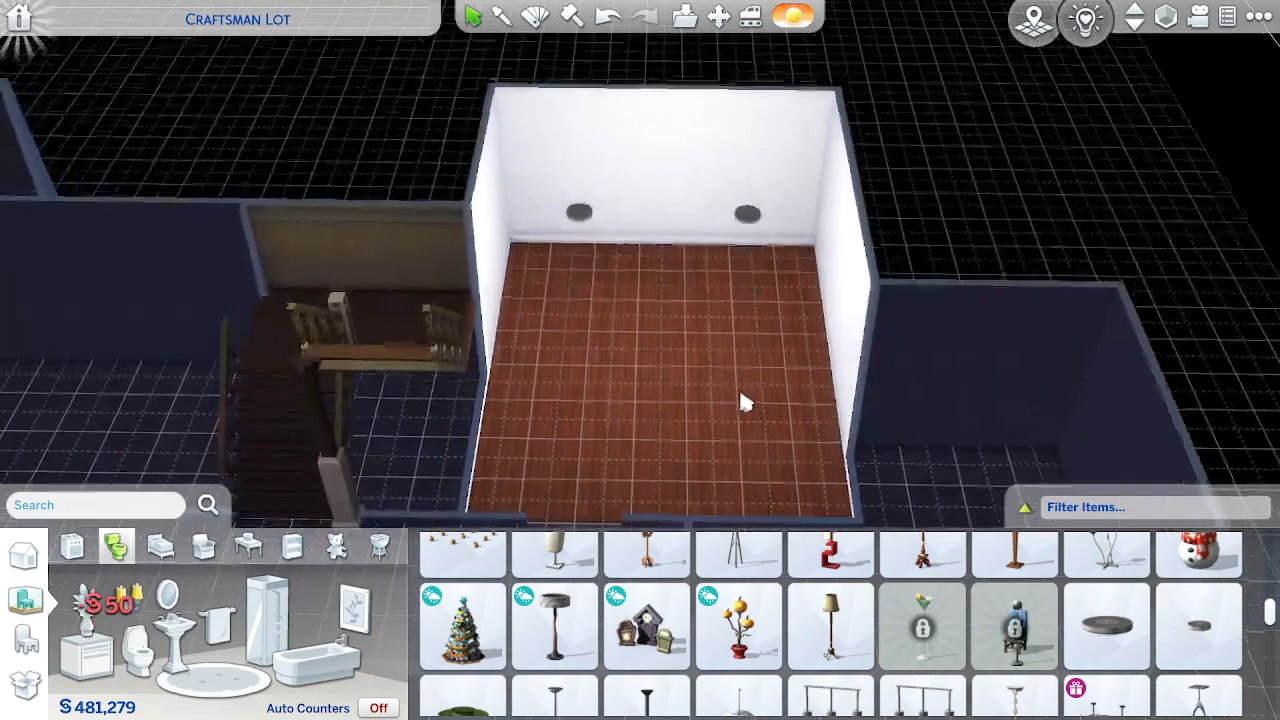 CRAFTSMAN LOT
Search
Filter Items...
$50
§481,279
Auto Counters
Off